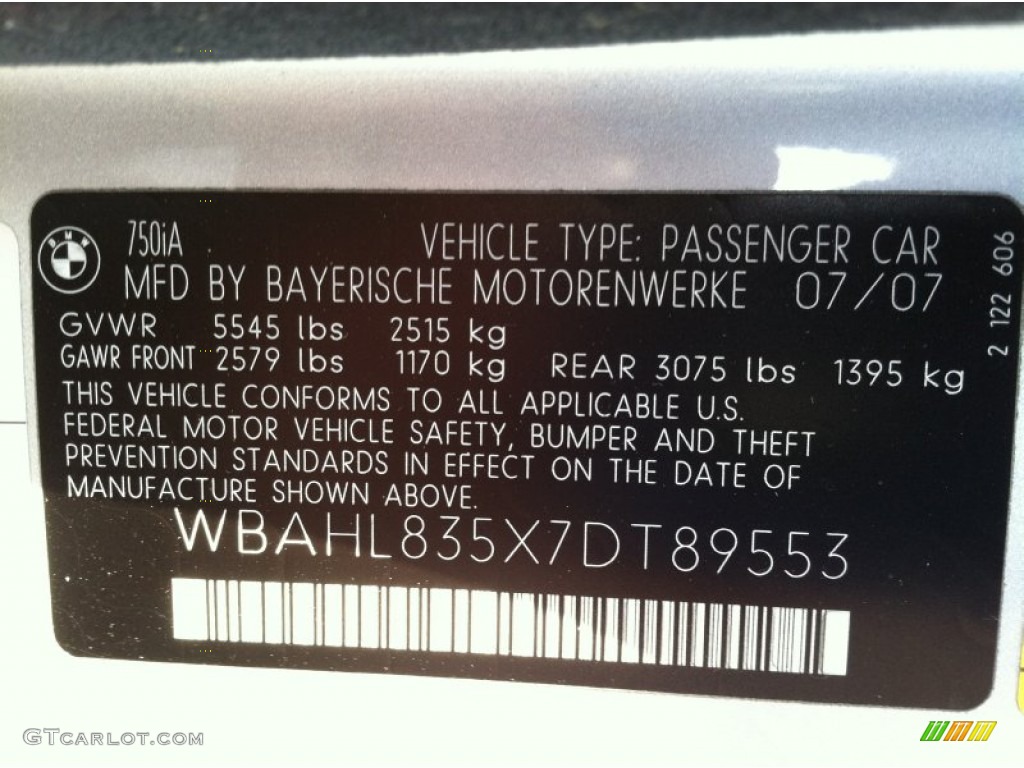 BMW
750iA VEHICLE TYPE: PASSENGER CAR
MFD BY BAYERISCHE MOTORENWERKE 07/07
GVWR 5545 lbs 2515 kg
GAWR FRONT 2579 lbs 1170 kg REAR 3075 lbs 1395 kg
THIS VEHICLE CONFORMS TO ALL APPLICABLE U.S.
FEDERAL MOTOR VEHICLE SAFETY, BUMPER AND THEFT
PREVENTION STANDARDS IN EFFECT ON THE DATE OF
MANUFACTURE SHOWN ABOVE.
WBAHL835X7DT89553
2 122 606
GTCARLOT.COM